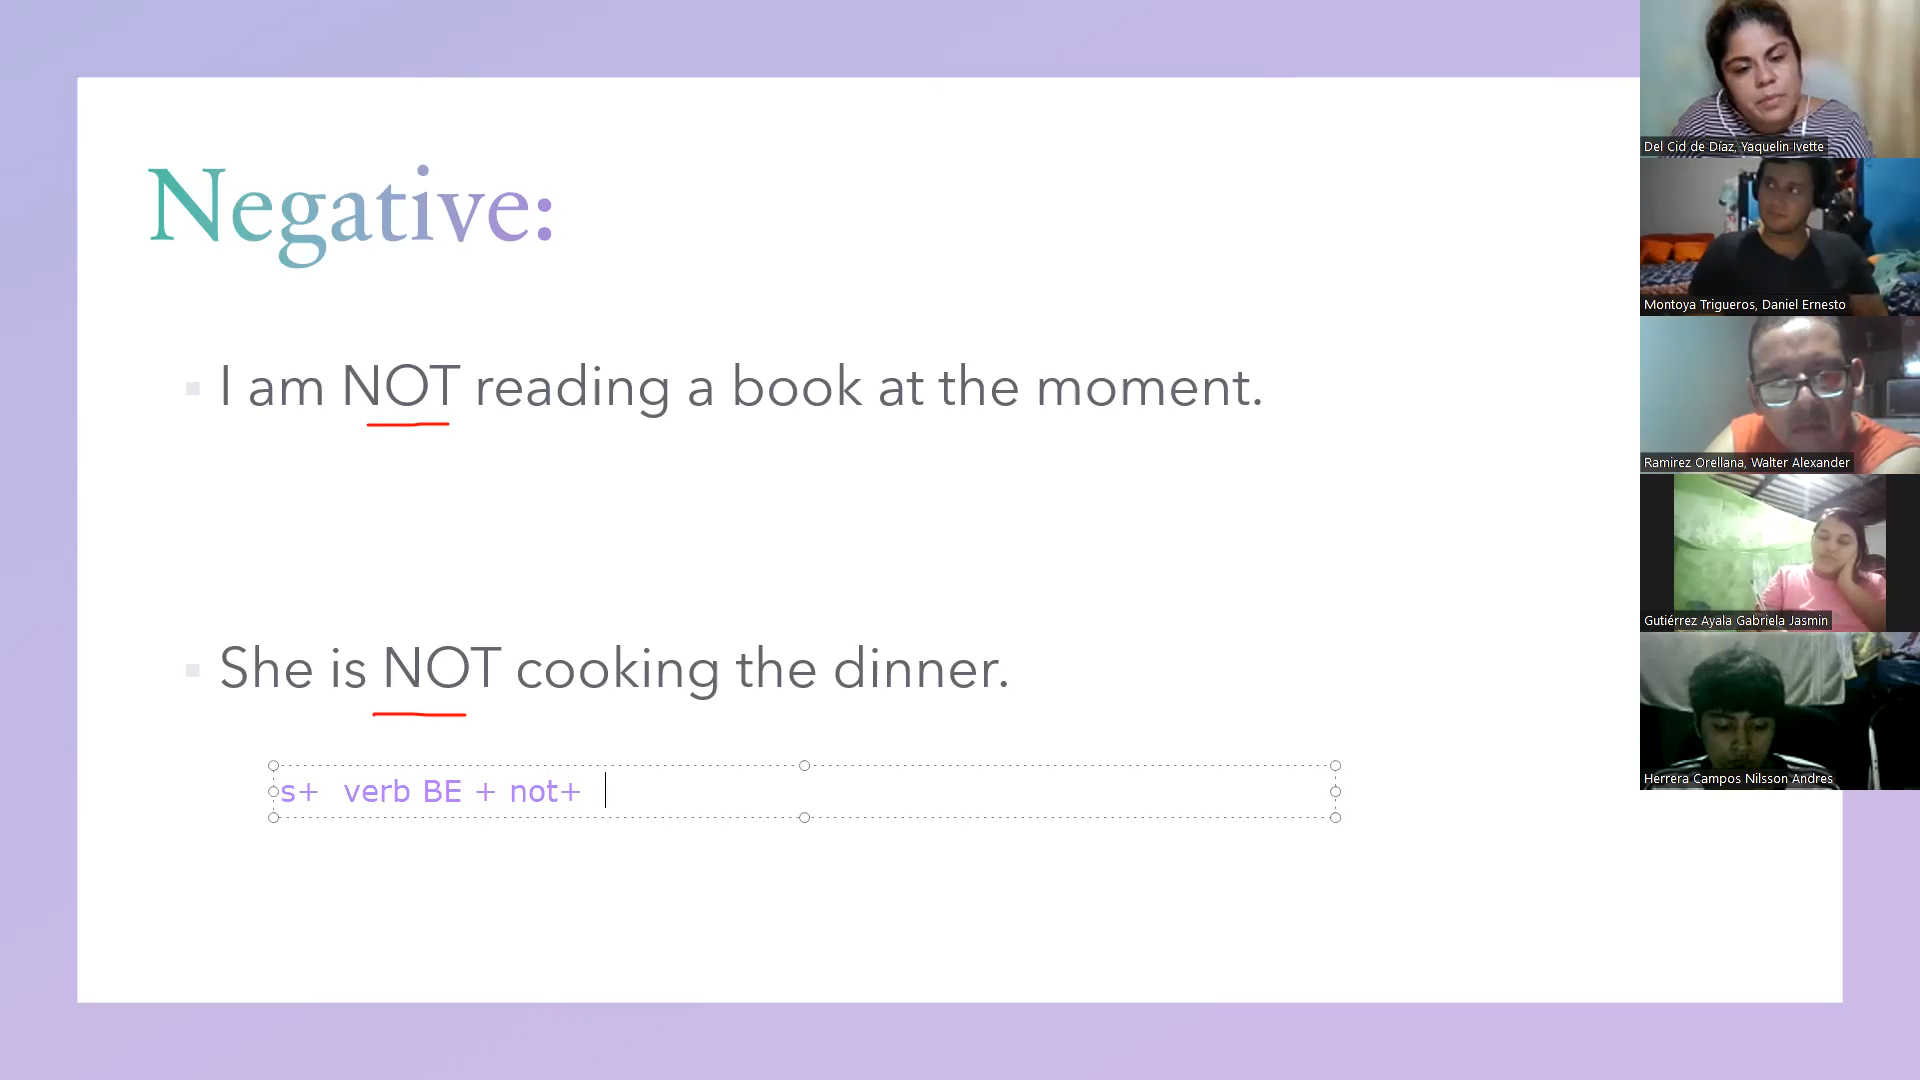 Negative:
I am NOT reading a book at the moment.
She is NOT cooking the dinner.
s+ verb BE + not+
Del Cid de Díaz, Yaquelin Ivette
Montoya Trigueros, Daniel Ernesto
Ramirez Orellana, Walter Alexander
Gutiérrez Ayala Gabriela Jasmin
Herrera Campos Nilsson Andres